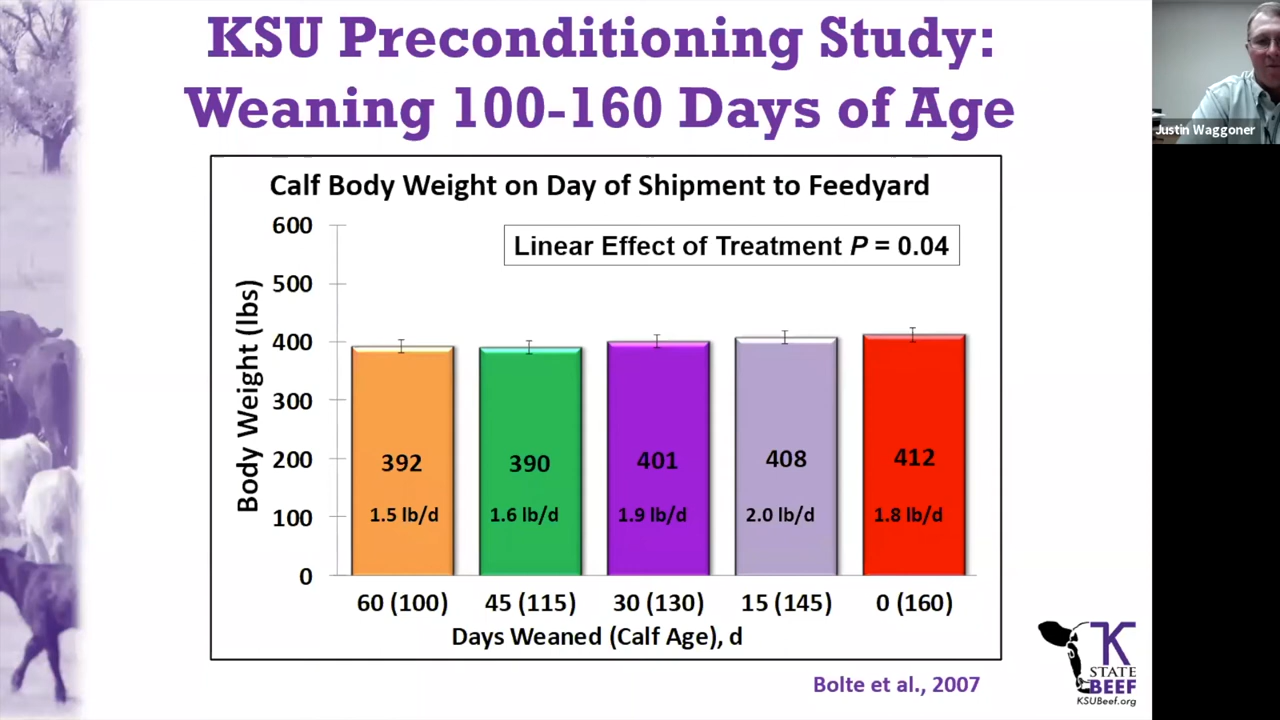 KSU Preconditioning Study:
Weaning 100-160 Days of Age
Justin Waggoner
Calf Body Weight on Day of Shipment to Feedyard
Linear Effect of Treatment P = 0.04
Body Weight (lbs)
600
500
400
300
200
100
0
392
390
401
408
412
1.5 lb/d
1.6 lb/d
1.9 lb/d
2.0 lb/d
1.8 lb/d
60 (100)
45 (115)
30 (130)
15 (145)
0 (160)
Days Weaned (Calf Age), d
Bolte et al., 2007
K
STATE
BEEF
KSUBeef.org